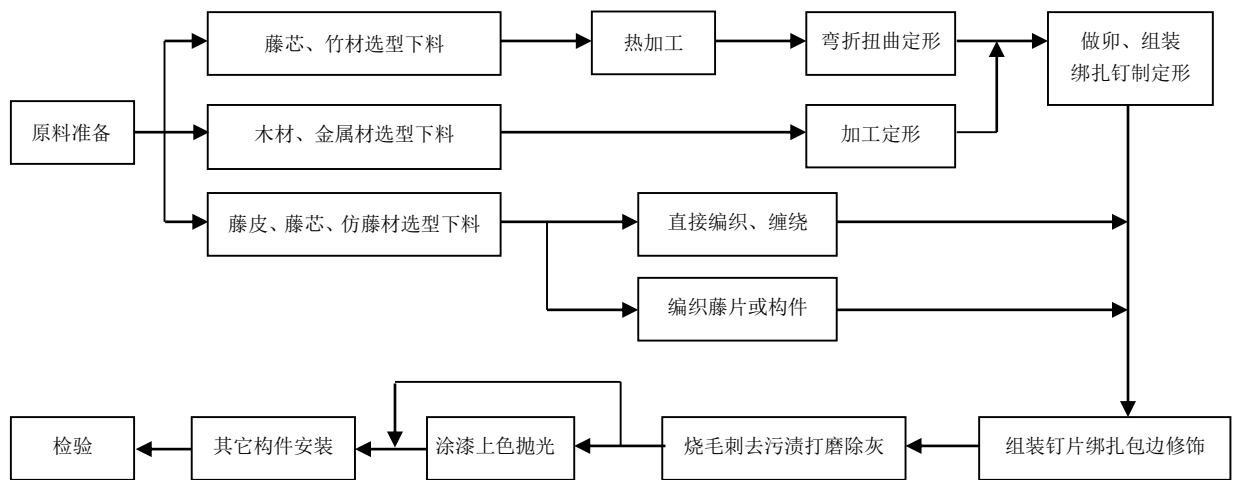 藤芯、竹材选型下料
热加工
弯折扭曲定形
做卯、组装
绑扎钉制定形
原料准备
木材、金属材选型下料
加工定形
藤皮、藤芯、仿藤材选型下料
直接编织、缠绕
编织藤片或构件
检验
其它构件安装
涂漆上色抛光
烧毛刺去污渍打磨除灰
组装钉片绑扎包边修饰